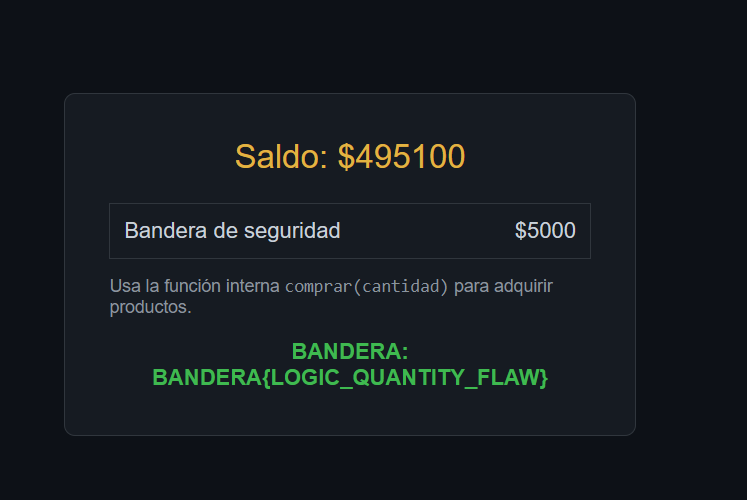 Saldo: $495100
Bandera de seguridad $5000
Usa la función interna comprar(cantidad) para adquirir
productos.
BANDERA:
BANDERA{LOGIC_QUANTITY_FLAW}